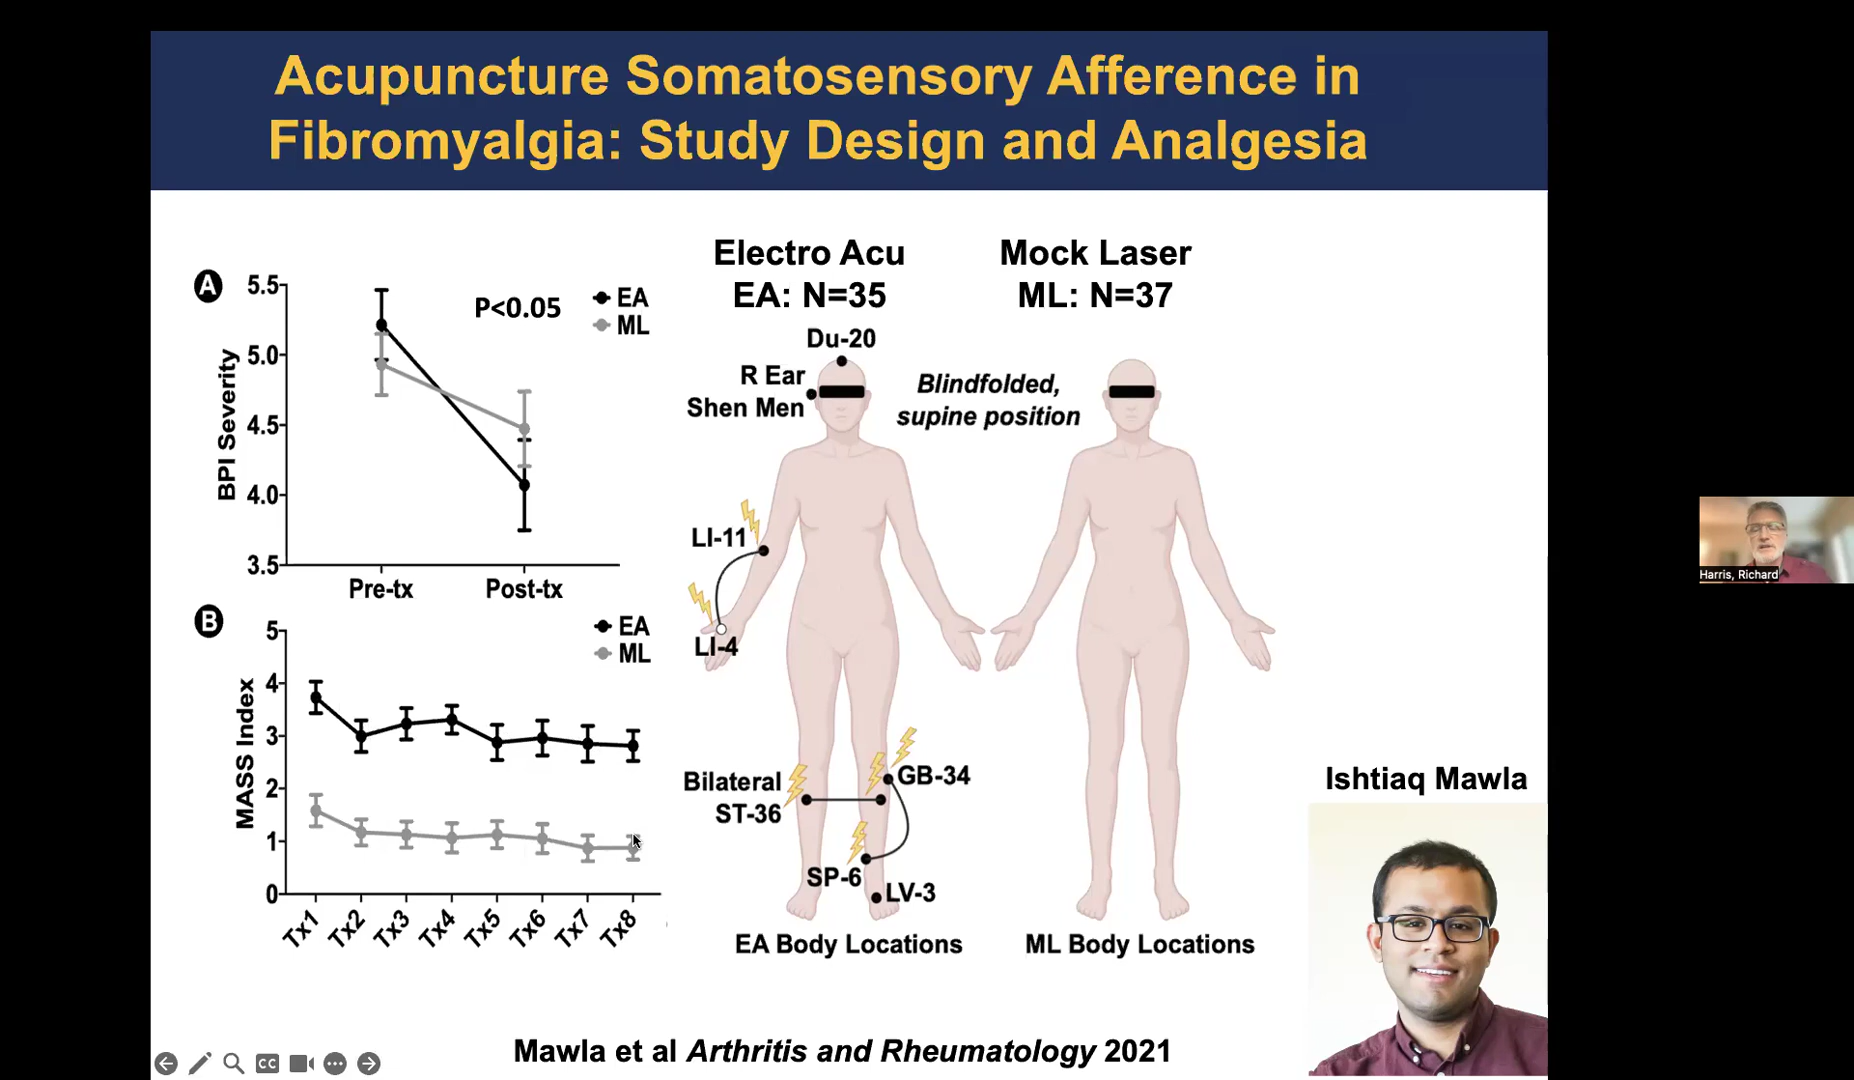 Acupuncture Somatosensory Afference in
Fibromyalgia: Study Design and Analgesia
A
5.5
5.0
4.5
4.0
3.5
BPI Severity
P<0.05
EA
ML
Pre-tx
Post-tx
B
5
4
3
2
1
0
MASS Index
EA
ML
Tx1
Tx2
Tx3
Tx4
Tx5
Tx6
Tx7
Tx8
Electro Acu
EA: N=35
Mock Laser
ML: N=37
Du-20
R Ear
Shen Men
Blindfolded,
supine position
LI-11
LI-4
Bilateral
ST-36
GB-34
SP-6
LV-3
EA Body Locations
ML Body Locations
Ishtiaq Mawla
Mawla et al Arthritis and Rheumatology 2021
CC
Harris, Richard